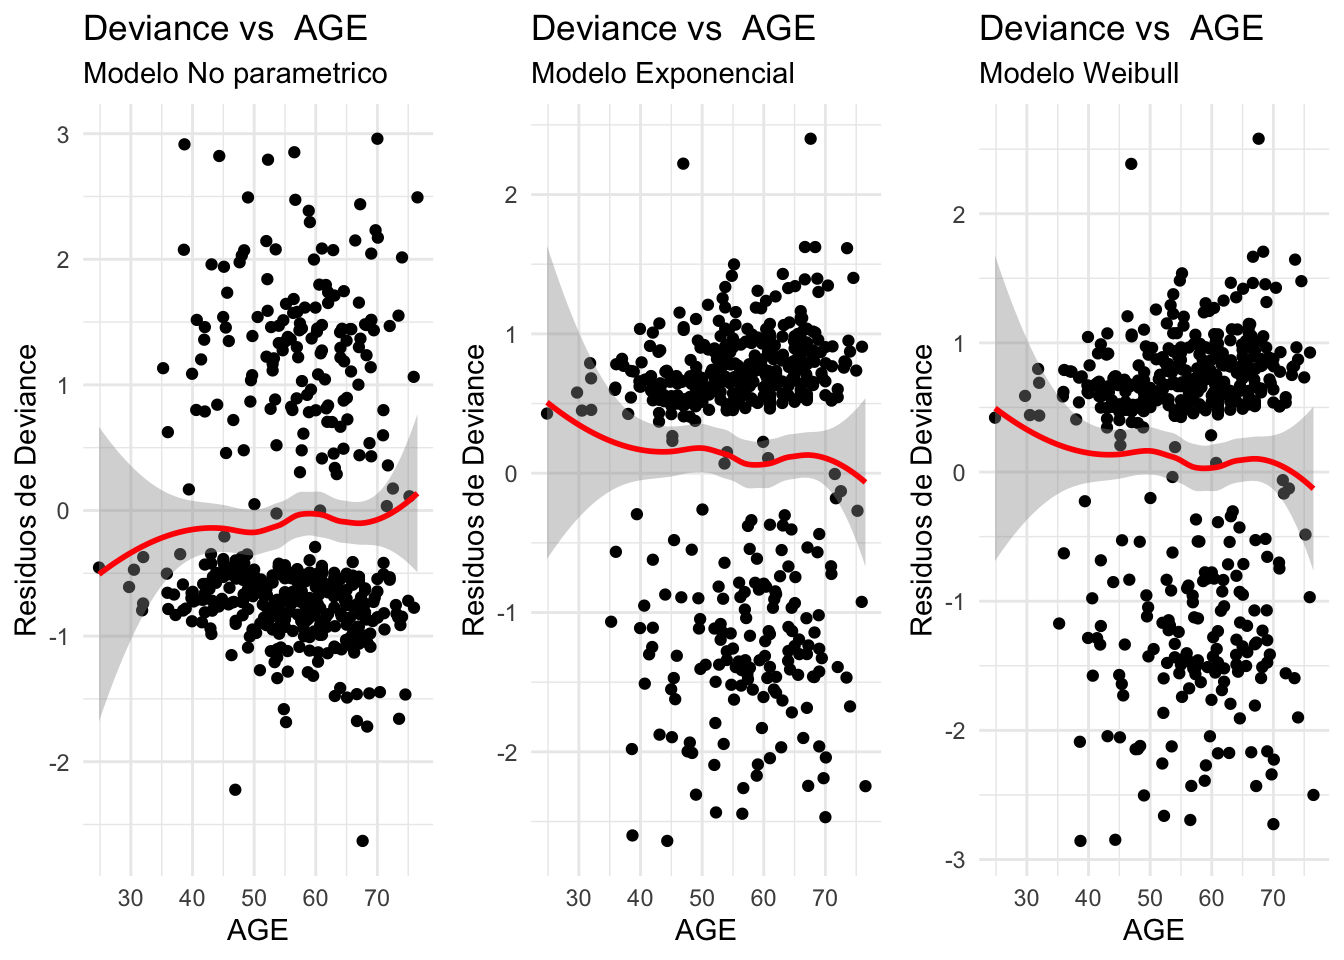 Deviance vs  AGE
Modelo No parametrico
Residuos de Deviance
3
2
1
0
-1
-2
30 40 50 60 70
AGE
Deviance vs  AGE
Modelo Exponencial
Residuos de Deviance
2
1
0
-1
-2
30 40 50 60 70
AGE
Deviance vs  AGE
Modelo Weibull
Residuos de Deviance
2
1
0
-1
-2
-3
30 40 50 60 70
AGE